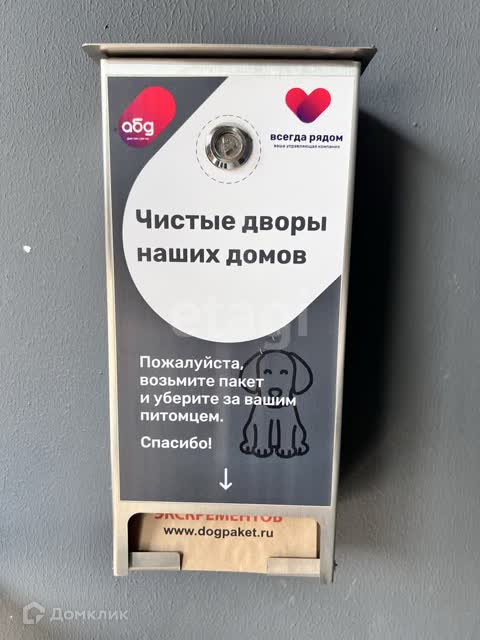 абд
всегда рядом
ваша управляющая компания
Чистые дворы
наших домов
etagi
Пожалуйста,
возьмите пакет
и уберите за вашим
питомцем.
Спасибо!
ЭКСКРЕМЕНТОВ
www.dogpaket.ru
Домклик